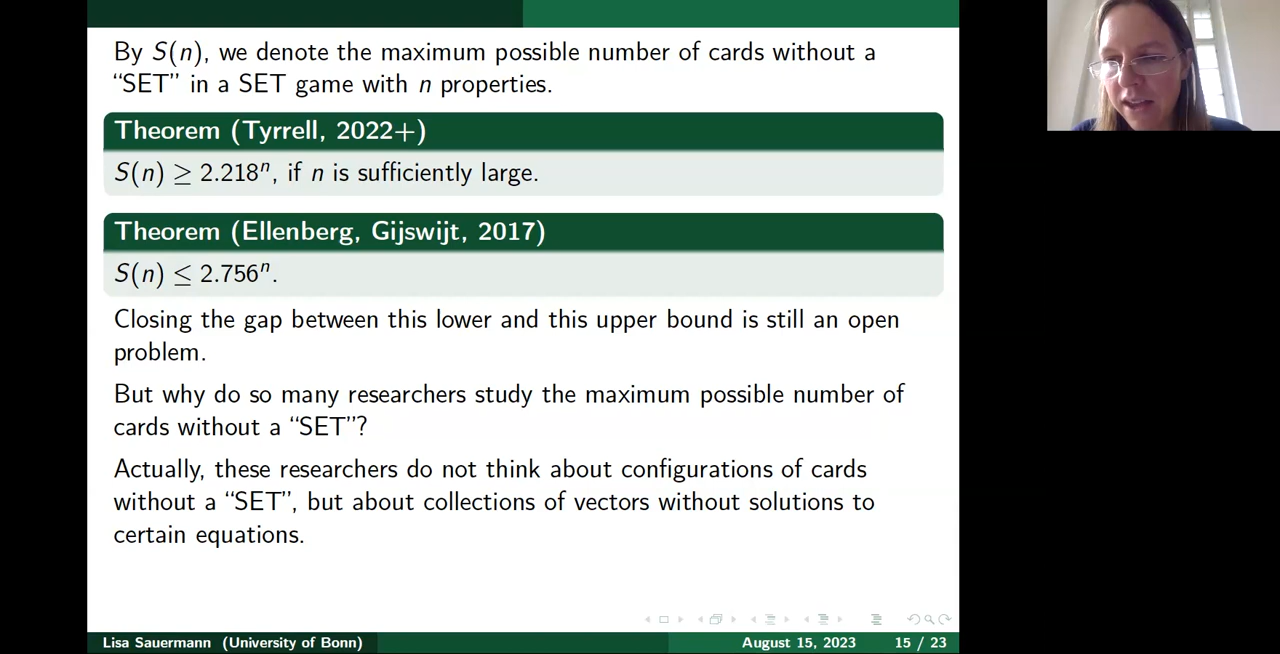 By S(n), we denote the maximum possible number of cards without a
“SET” in a SET game with n properties.
Theorem (Tyrrell, 2022+)
S(n) ≥ 2.218ⁿ, if n is sufficiently large.
Theorem (Ellenberg, Gijswijt, 2017)
S(n) ≤ 2.756ⁿ.
Closing the gap between this lower and this upper bound is still an open
problem.
But why do so many researchers study the maximum possible number of
cards without a “SET”?
Actually, these researchers do not think about configurations of cards
without a “SET”, but about collections of vectors without solutions to
certain equations.
Lisa Sauermann (University of Bonn) August 15, 2023 15 / 23